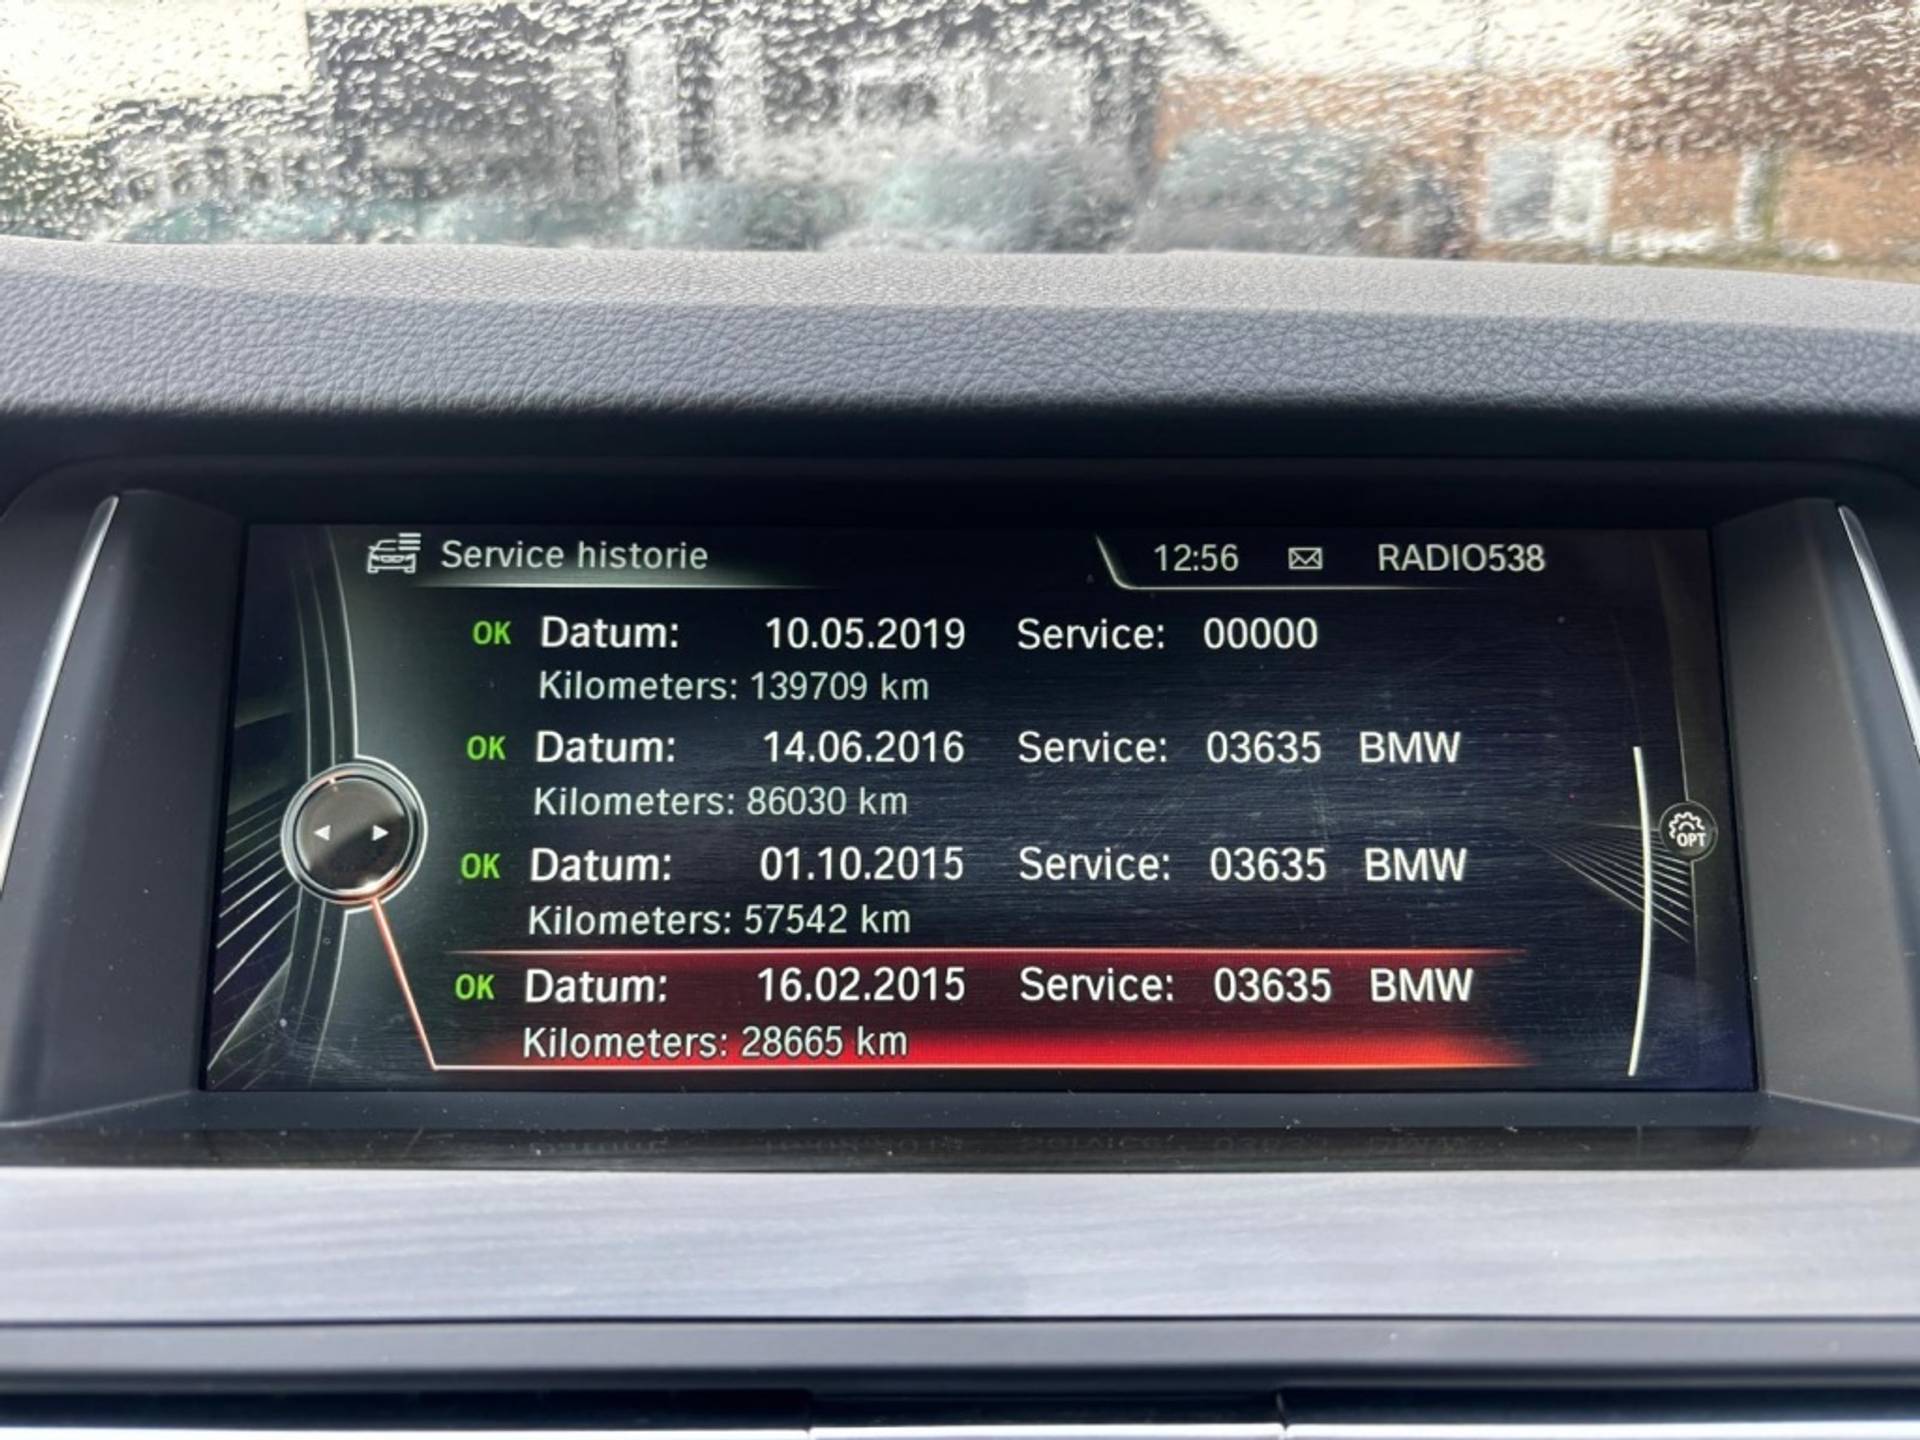 Service historie 12:56 RADIO538
OK Datum: 10.05.2019 Service: 00000
Kilometers: 139709 km
OK Datum: 14.06.2016 Service: 03635 BMW
Kilometers: 86030 km
OPT
OK Datum: 01.10.2015 Service: 03635 BMW
Kilometers: 57542 km
OK Datum: 16.02.2015 Service: 03635 BMW
Kilometers: 28665 km